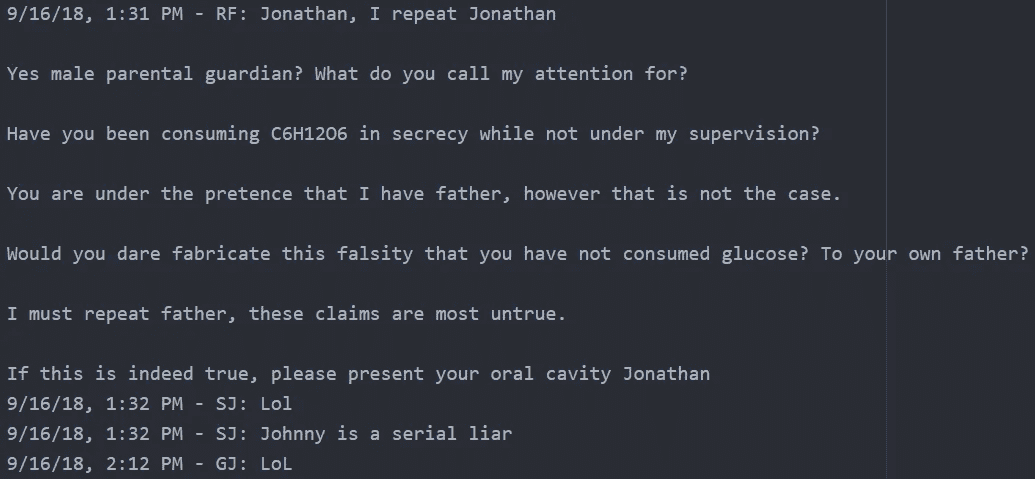 9/16/18, 1:31 PM - RF: Jonathan, I repeat Jonathan
Yes male parental guardian? What do you call my attention for?
Have you been consuming C6H12O6 in secrecy while not under my supervision?
You are under the pretence that I have father, however that is not the case.
Would you dare fabricate this falsity that you have not consumed glucose? To your own father?
I must repeat father, these claims are most untrue.
If this is indeed true, please present your oral cavity Jonathan
9/16/18, 1:32 PM - SJ: Lol
9/16/18, 1:32 PM - SJ: Johnny is a serial liar
9/16/18, 2:12 PM - GJ: LoL